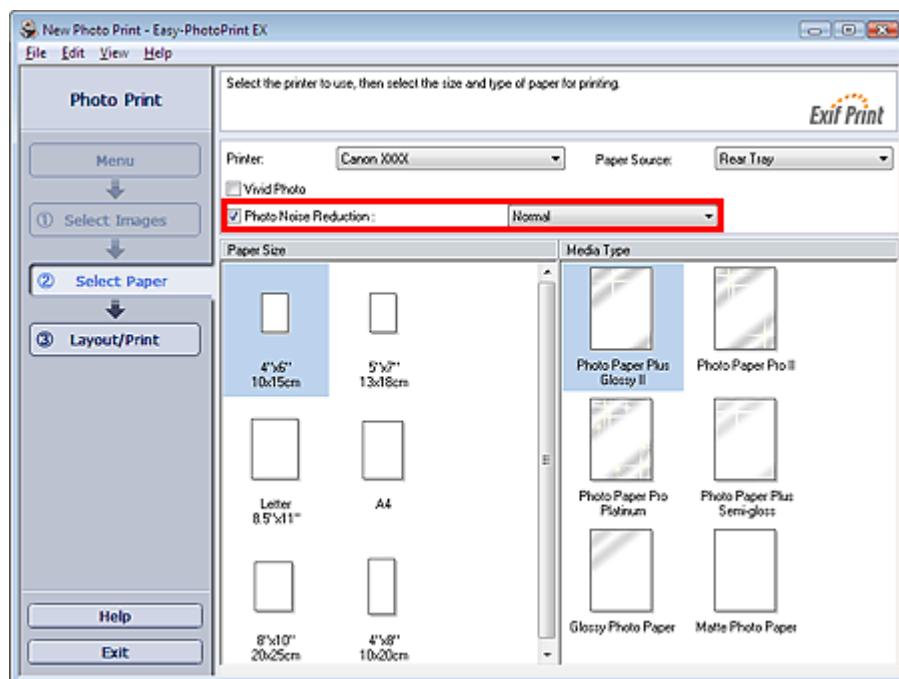 New Photo Print - Easy-PhotoPrint EX
File Edit View Help
Photo Print
Select the printer to use, then select the size and type of paper for printing.
Exif Print
Menu
① Select Images
② Select Paper
③ Layout/Print
Help
Exit
Printer: Canon XXXX Paper Source: Rear Tray
Vivid Photo
Photo Noise Reduction : Normal
Paper Size
4"x6"
10x15cm
5"x7"
13x18cm
Letter
8.5"x11"
A4
8"x10"
20x25cm
4"x8"
10x20cm
Media Type
Photo Paper Plus
Glossy II
Photo Paper Pro II
Photo Paper Pro
Platinum
Photo Paper Plus
Semi-gloss
Glossy Photo Paper
Matte Photo Paper